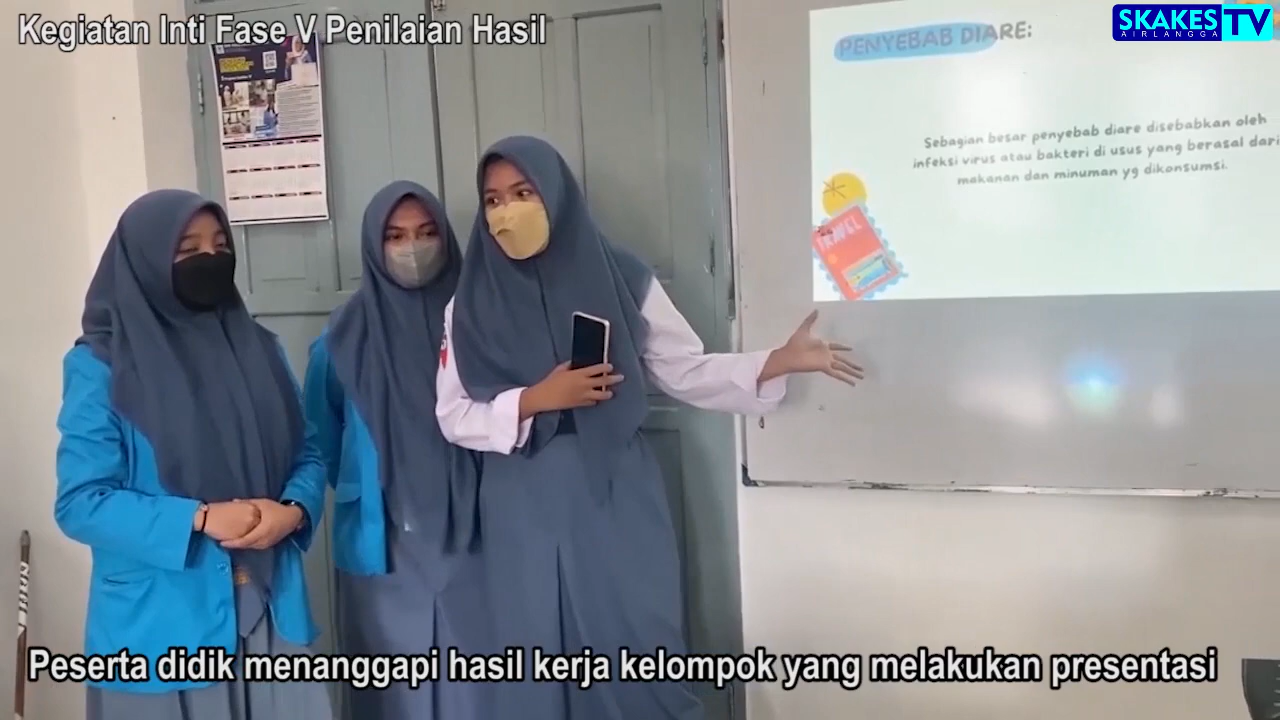 Kegiatan Inti Fase V Penilaian Hasil
SKAKES TV
AIRLANGGA
PENYEBAB DIARE:
Sebagian besar penyebab diare disebabkan oleh
infeksi virus atau bakteri di usus yang berasal dari
makanan dan minuman yg dikonsumsi.
TRAVEL
Peserta didik menanggapi hasil kerja kelompok yang melakukan presentasi